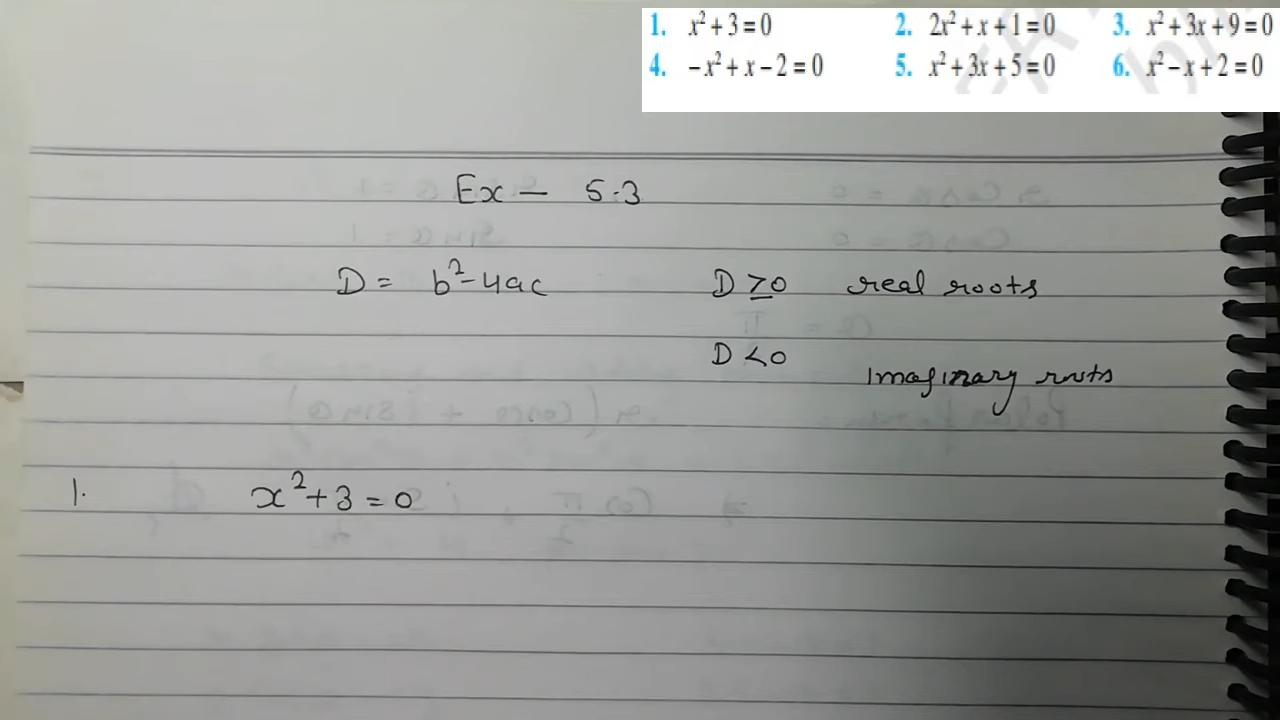 1. x²+3=0 2. 2x²+x+1=0 3. x²+3x+9=0
4. -x²+x-2=0 5. x²+3x+5=0 6. x²-x+2=0
Ex — 5.3
D = b²-4ac D ≥0 real roots
D <0 Imaginary roots
1. x²+3=0